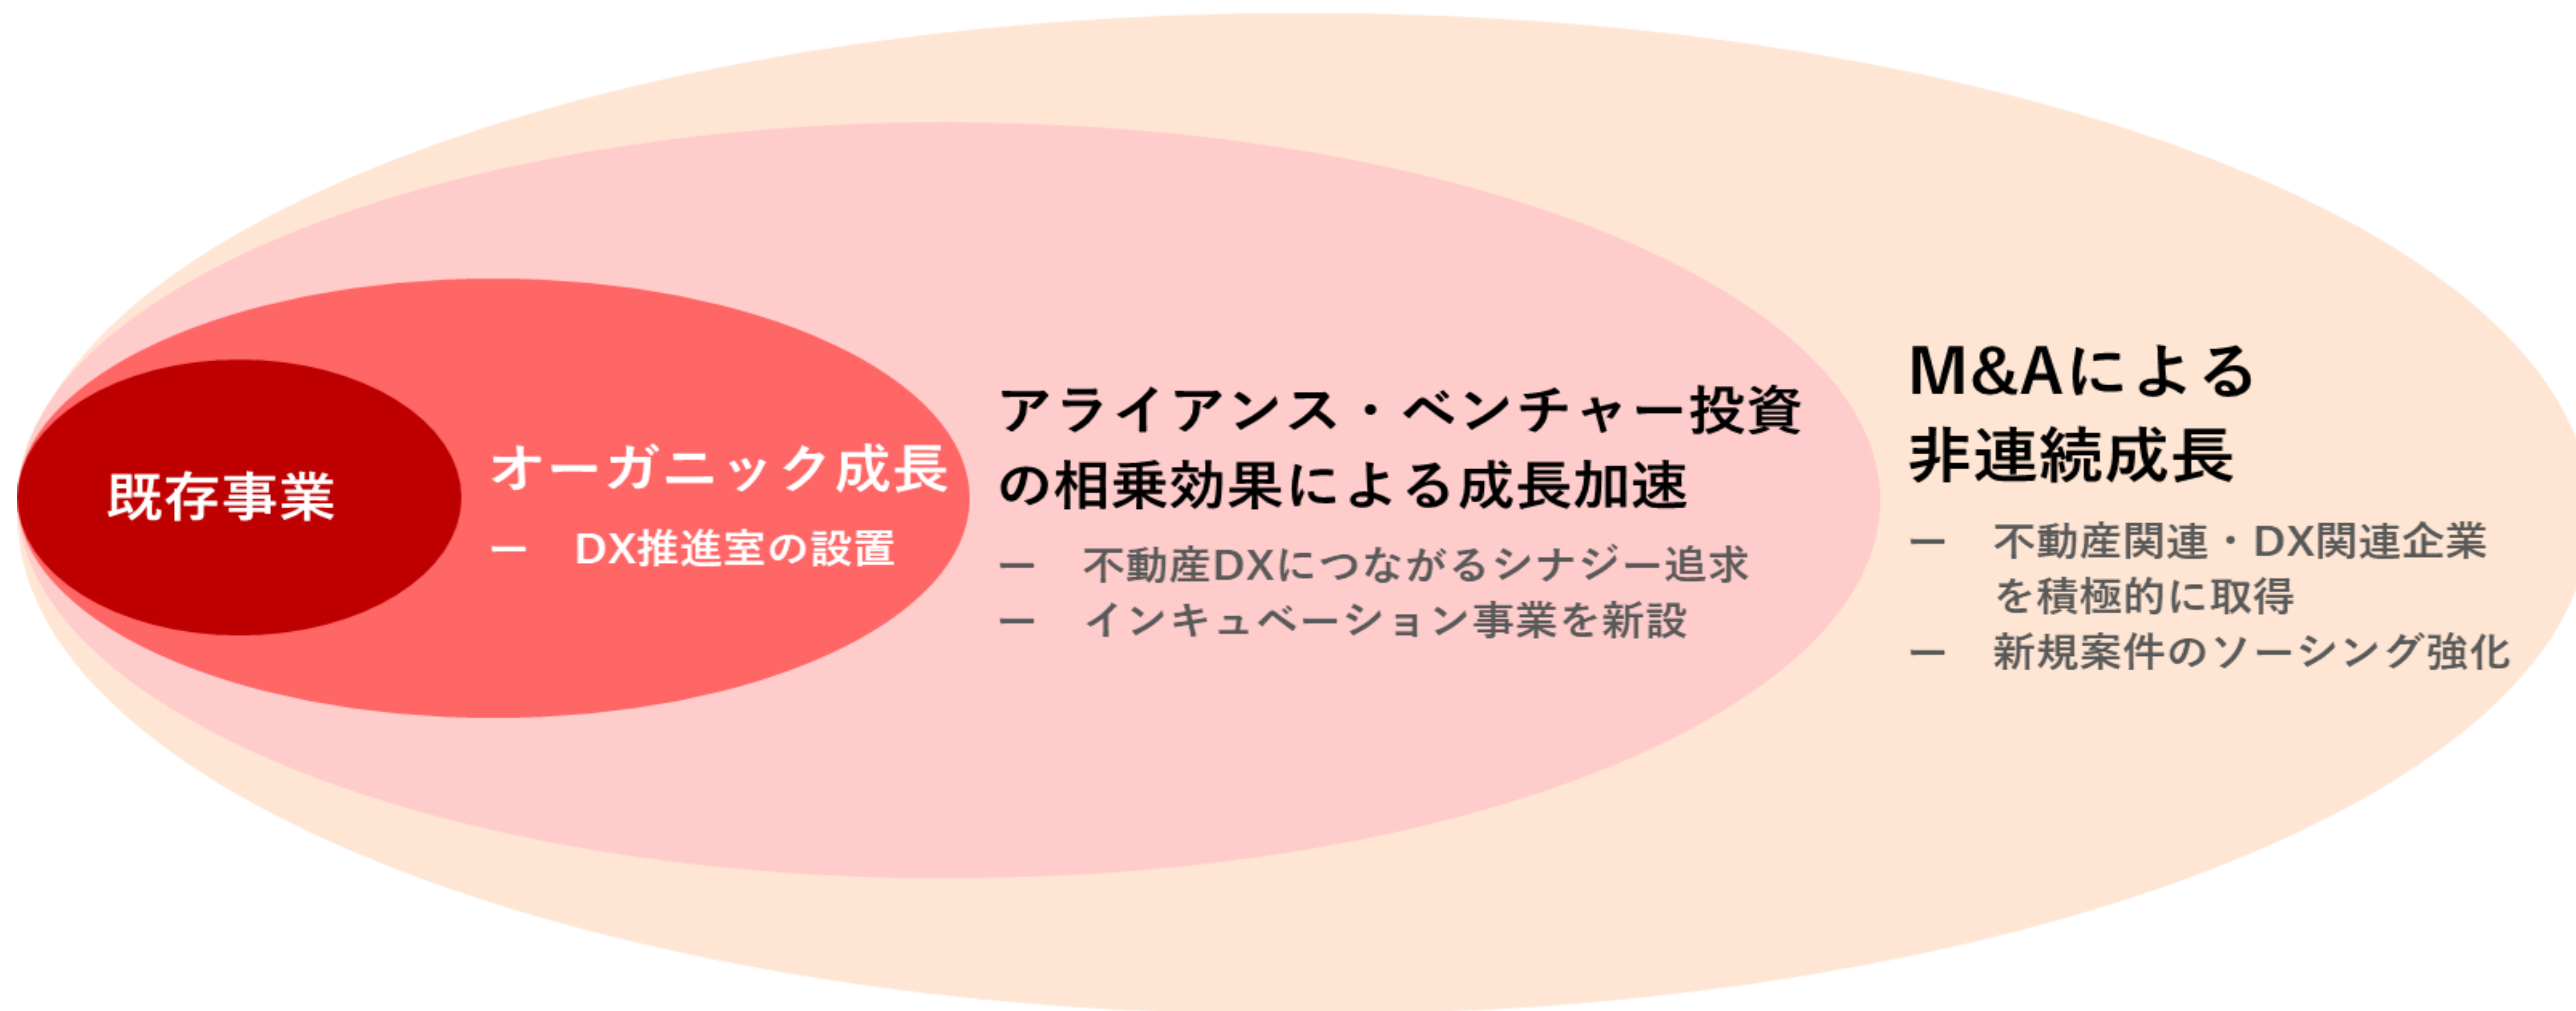 既存事業
オーガニック成長
ー DX推進室の設置
アライアンス・ベンチャー投資
の相乗効果による成長加速
ー 不動産DXにつながるシナジー追求
ー インキュベーション事業を新設
M&Aによる
非連続成長
ー 不動産関連・DX関連企業
を積極的に取得
ー 新規案件のソーシング強化